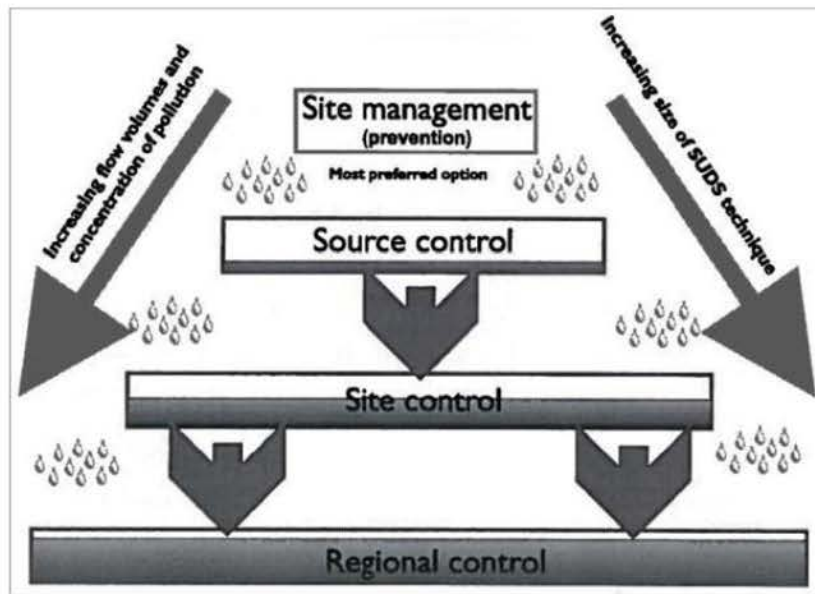 Increasing flow volumes and
concentration of pollution
Increasing size of SUDS technique
Site management
(prevention)
Most preferred option
Source control
Site control
Regional control